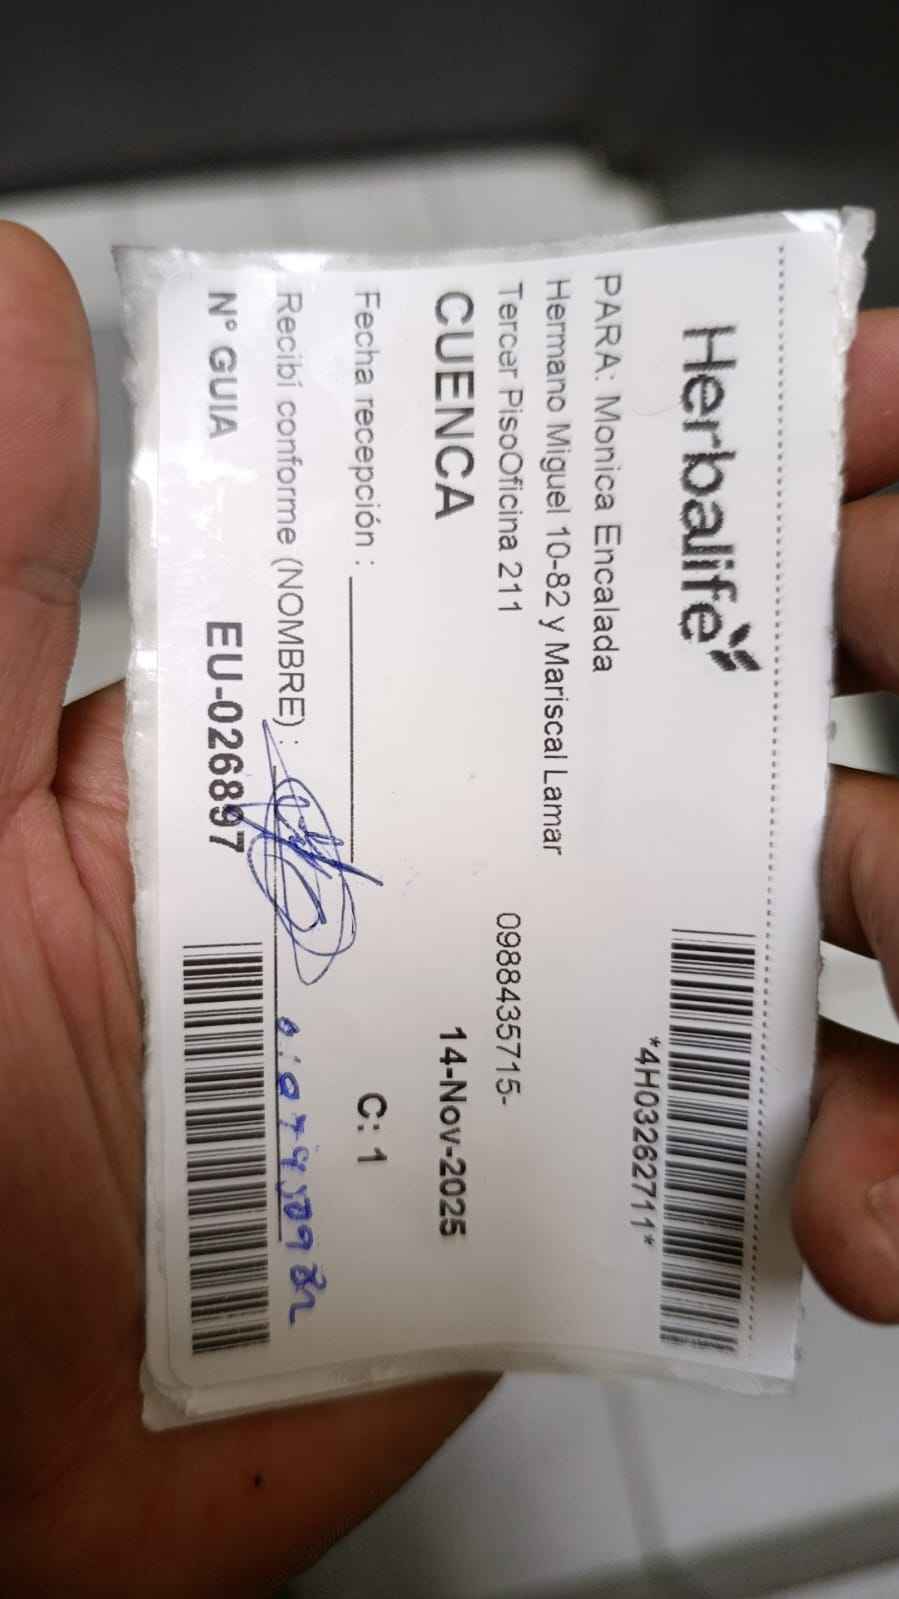 Herbalife
*4H03262711*
PARA: Monica Encalada
Hermano Miguel 10-82 y Mariscal Lamar
Tercer PisoOficina 211 0988435715-
CUENCA 14-Nov-2025
Fecha recepción : C: 1
Recibí conforme (NOMBRE) :
N° GUIA EU-026897